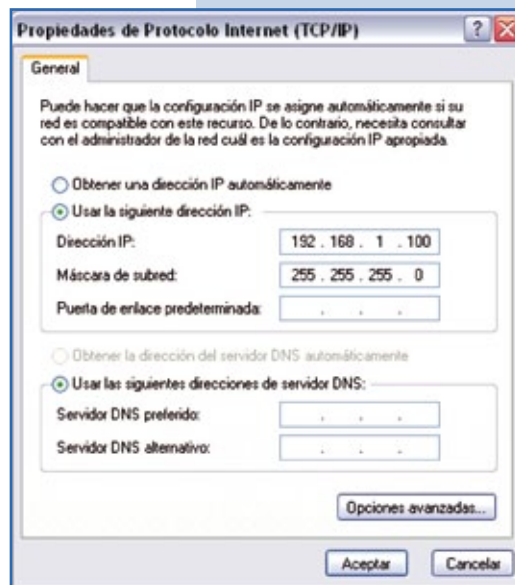 Propiedades de Protocolo Internet (TCP/IP)
General
Puede hacer que la configuración IP se asigne automáticamente si su
red es compatible con este recurso. De lo contrario, necesita consultar
con el administrador de la red cuál es la configuración IP apropiada.
Obtener una dirección IP automáticamente
Usar la siguiente dirección IP:
Dirección IP: 192 . 168 . 1 . 100
Máscara de subred: 255 . 255 . 255 . 0
Puerta de enlace predeterminada: . . .
Obtener la dirección del servidor DNS automáticamente
Usar las siguientes direcciones de servidor DNS:
Servidor DNS preferido: . . .
Servidor DNS alternativo: . . .
Opciones avanzadas...
Aceptar Cancelar